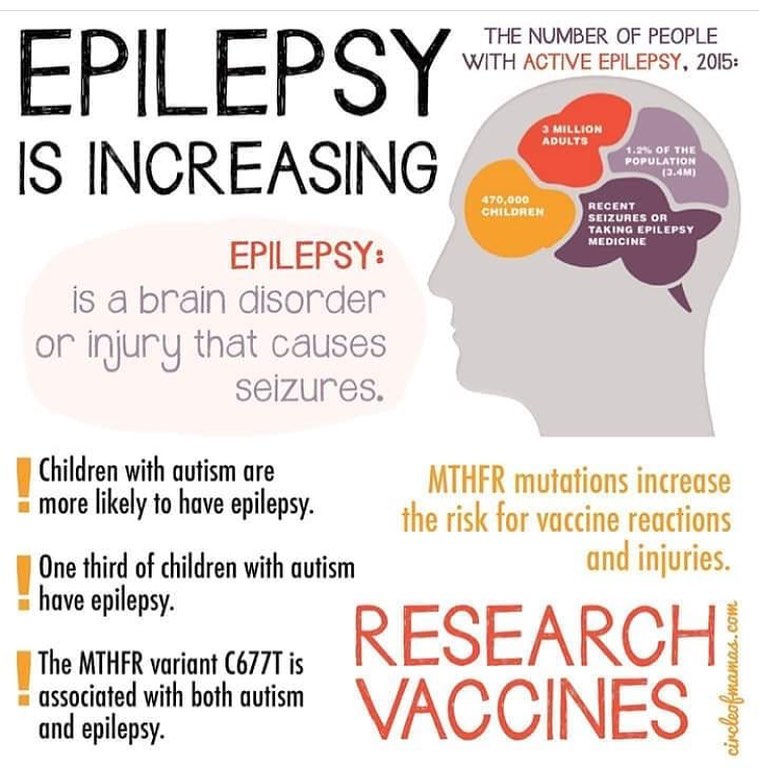 EPILEPSY
IS INCREASING
THE NUMBER OF PEOPLE
WITH ACTIVE EPILEPSY, 2015:
3 MILLION
ADULTS
1.2% OF THE
POPULATION
(3.4M)
470,000
CHILDREN
RECENT
SEIZURES OR
TAKING EPILEPSY
MEDICINE
EPILEPSY:
is a brain disorder
or injury that causes
seizures.
! Children with autism are
more likely to have epilepsy.
! One third of children with autism
have epilepsy.
! The MTHFR variant C677T is
associated with both autism
and epilepsy.
MTHFR mutations increase
the risk for vaccine reactions
and injuries.
RESEARCH
VACCINES
circleofmamas.com